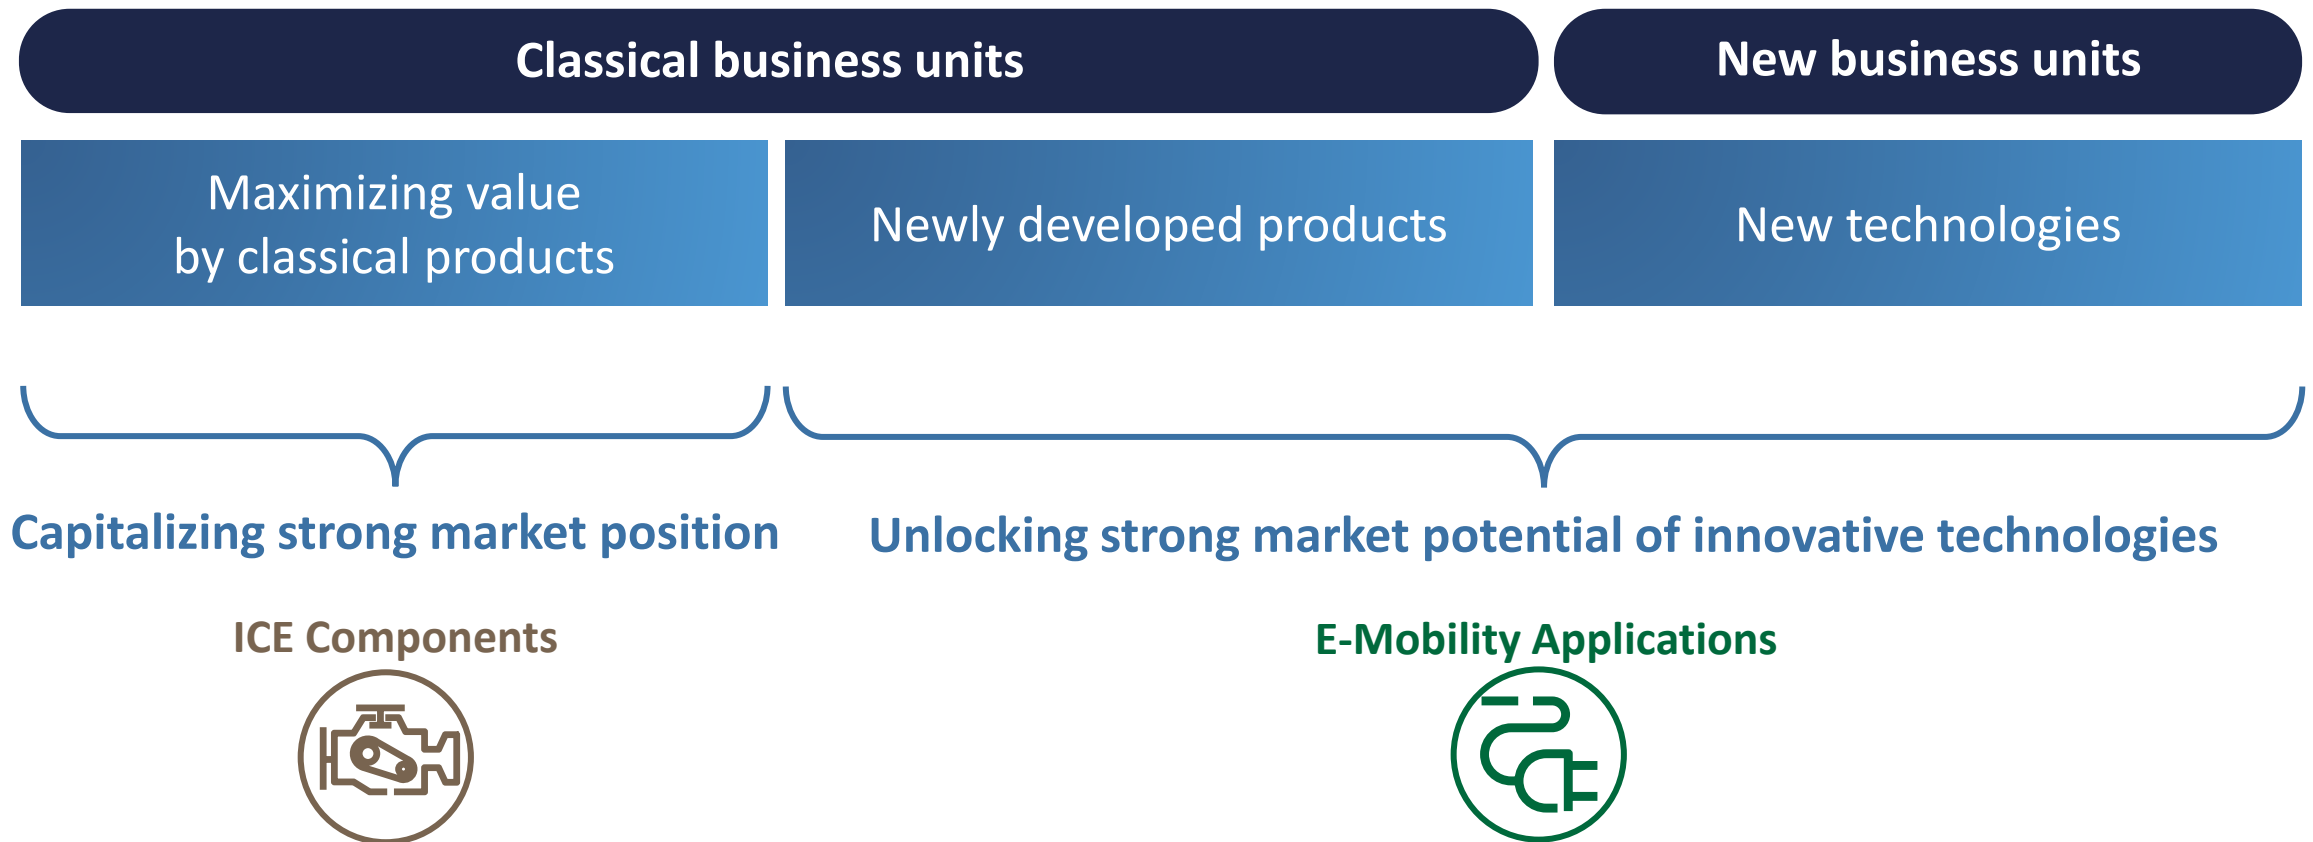 Classical business units
New business units
Maximizing value
by classical products
Newly developed products
New technologies
Capitalizing strong market position
Unlocking strong market potential of innovative technologies
ICE Components
E-Mobility Applications